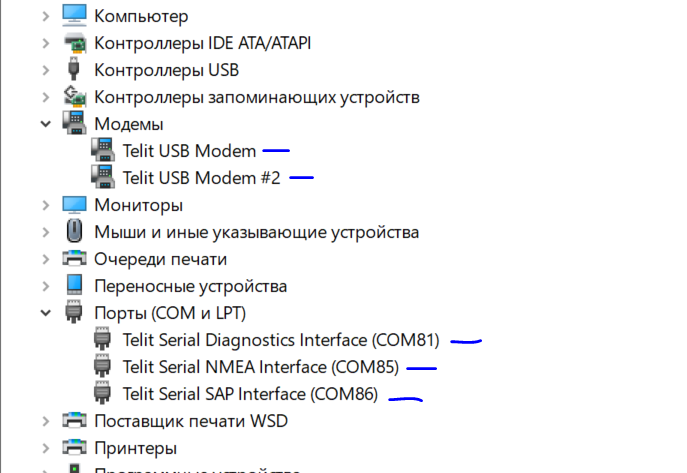 Компьютер
Контроллеры IDE ATA/ATAPI
Контроллеры USB
Контроллеры запоминающих устройств
Модемы
Telit USB Modem
Telit USB Modem #2
Мониторы
Мыши и иные указывающие устройства
Очереди печати
Переносные устройства
Порты (COM и LPT)
Telit Serial Diagnostics Interface (COM81)
Telit Serial NMEA Interface (COM85)
Telit Serial SAP Interface (COM86)
Поставщик печати WSD
Принтеры
Программные устройства